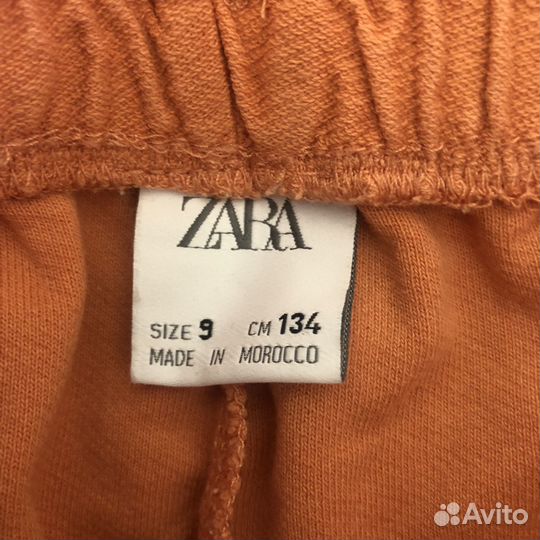 ZARA
SIZE 9 CM 134
MADE IN MOROCCO
Avito